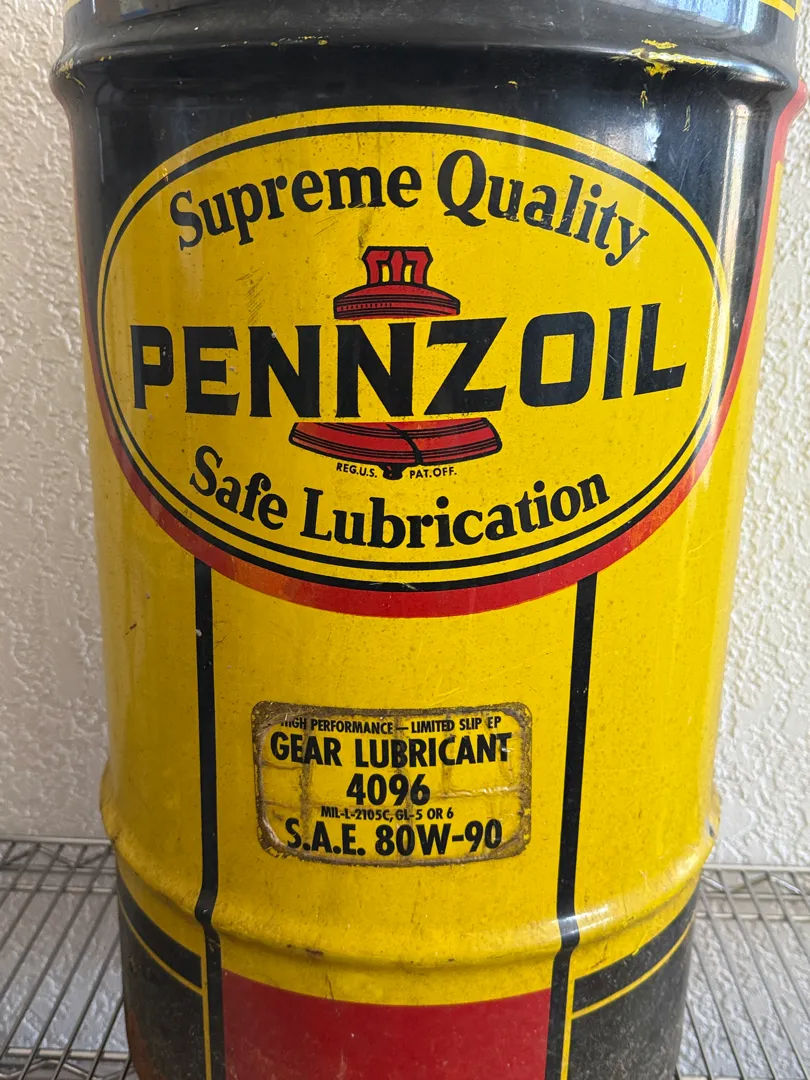 Supreme Quality
PENNZOIL
REG.U.S. PAT.OFF.
Safe Lubrication
HIGH PERFORMANCE — LIMITED SLIP EP
GEAR LUBRICANT
4096
MIL-L-2105C, GL-5 OR 6
S.A.E. 80W-90